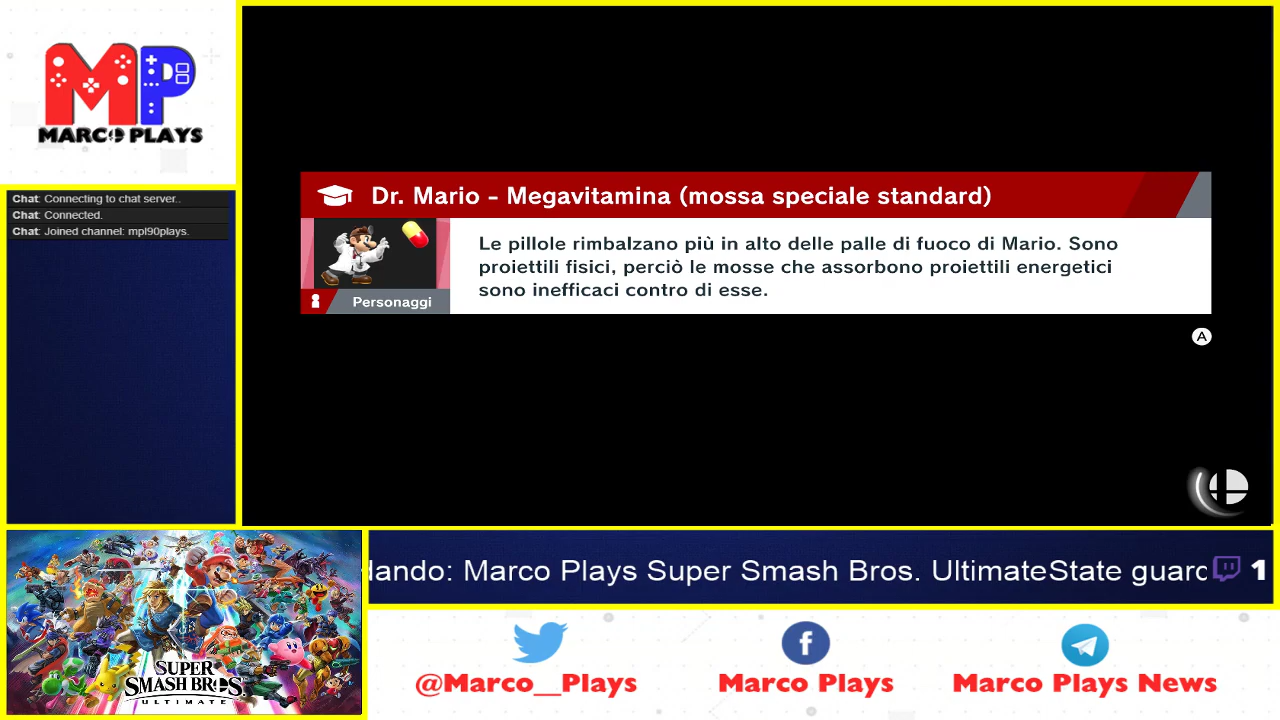 MP
MARCO PLAYS
Chat: Connecting to chat server..
Chat: Connected.
Chat: Joined channel: mpl90plays.
Dr. Mario - Megavitamina (mossa speciale standard)
Le pillole rimbalzano più in alto delle palle di fuoco di Mario. Sono
proiettili fisici, perciò le mosse che assorbono proiettili energetici
sono inefficaci contro di esse.
Personaggi
A
SUPER
SMASH BROS.
ULTIMATE
dando: Marco Plays Super Smash Bros. UltimateState guarc 1
@Marco__Plays
Marco Plays
Marco Plays News